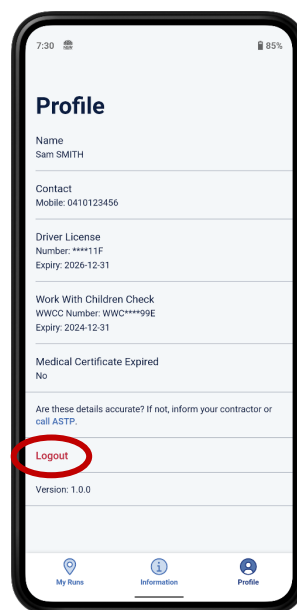 7:30
85%
Profile
Name
Sam SMITH
Contact
Mobile: 0410123456
Driver License
Number: ****11F
Expiry: 2026-12-31
Work With Children Check
WWCC Number: WWC****99E
Expiry: 2024-12-31
Medical Certificate Expired
No
Are these details accurate? If not, inform your contractor or
call ASTP.
Logout
Version: 1.0.0
My Runs Information Profile